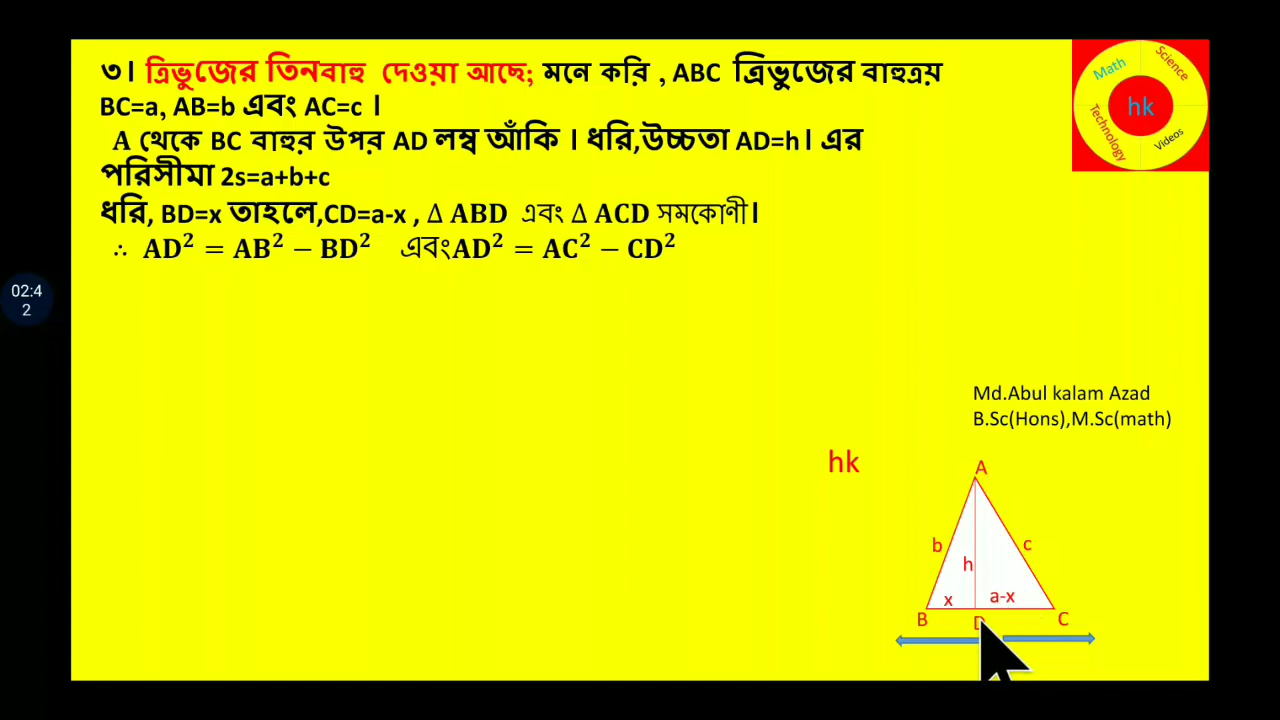 ৩। ত্রিভুজের তিনবাহু দেওয়া আছে; মনে করি , ABC ত্রিভুজের বাহুত্রয়
BC=a, AB=b এবং AC=c ।
A থেকে BC বাহুর উপর AD লম্ব আঁকি । ধরি,উচ্চতা AD=h। এর
পরিসীমা 2s=a+b+c
ধরি, BD=x তাহলে,CD=a-x , Δ ABD এবং Δ ACD সমকোণী।
∴ AD² = AB² − BD² এবংAD² = AC² − CD²
Math
Science
hk
Technology
Videos
02:4
2
Md.Abul kalam Azad
B.Sc(Hons),M.Sc(math)
hk
A
b
c
h
x
a-x
B
D
C